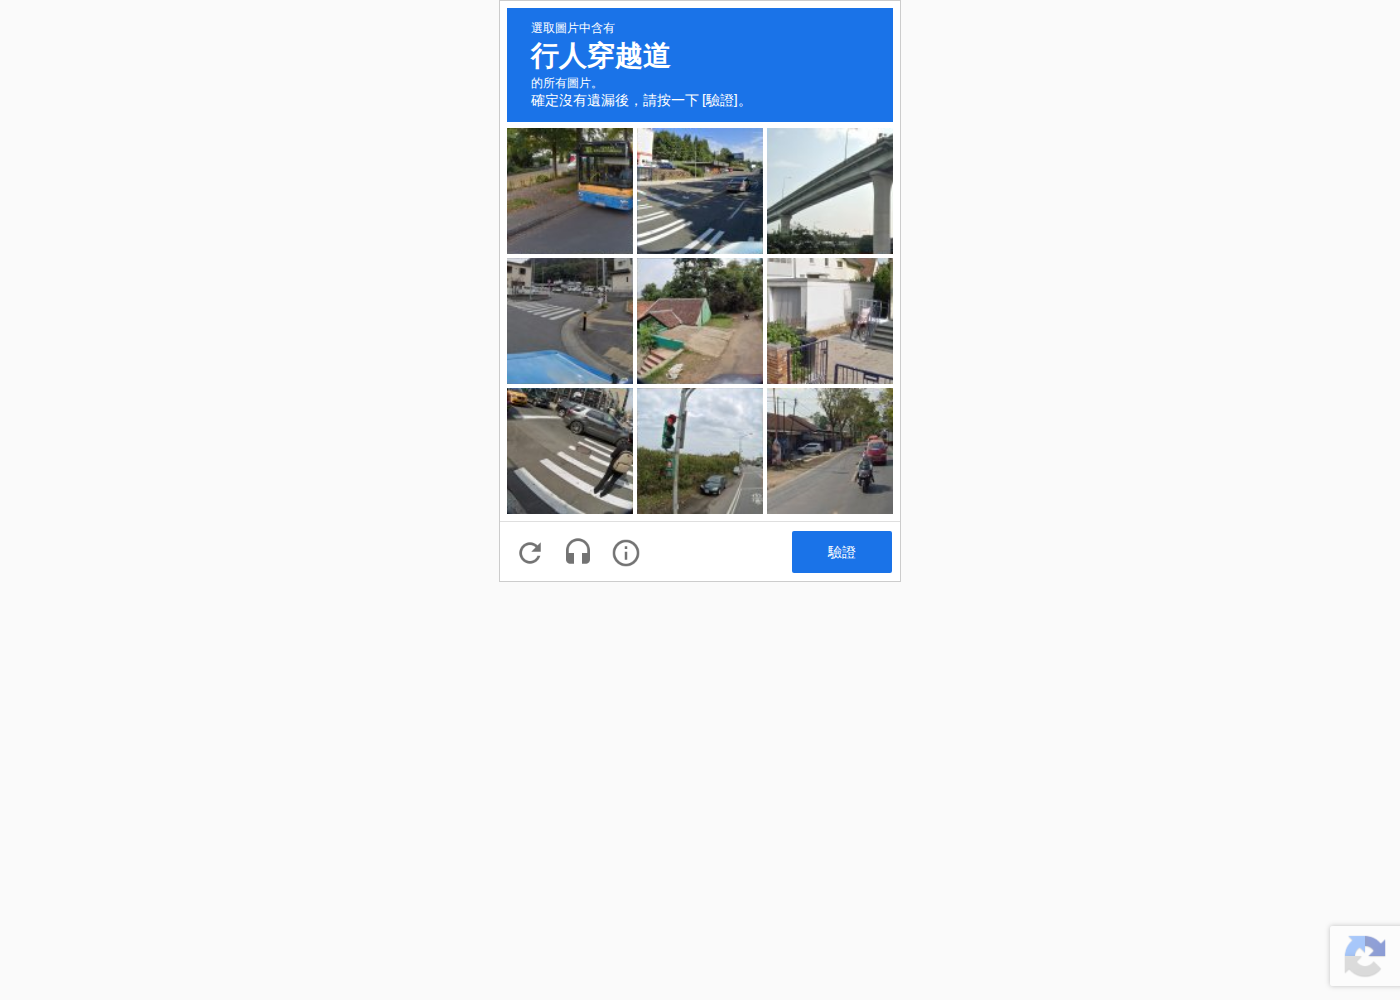 選取圖片中含有
行人穿越道
的所有圖片。
確定沒有遺漏後，請按一下 [驗證]。
驗證